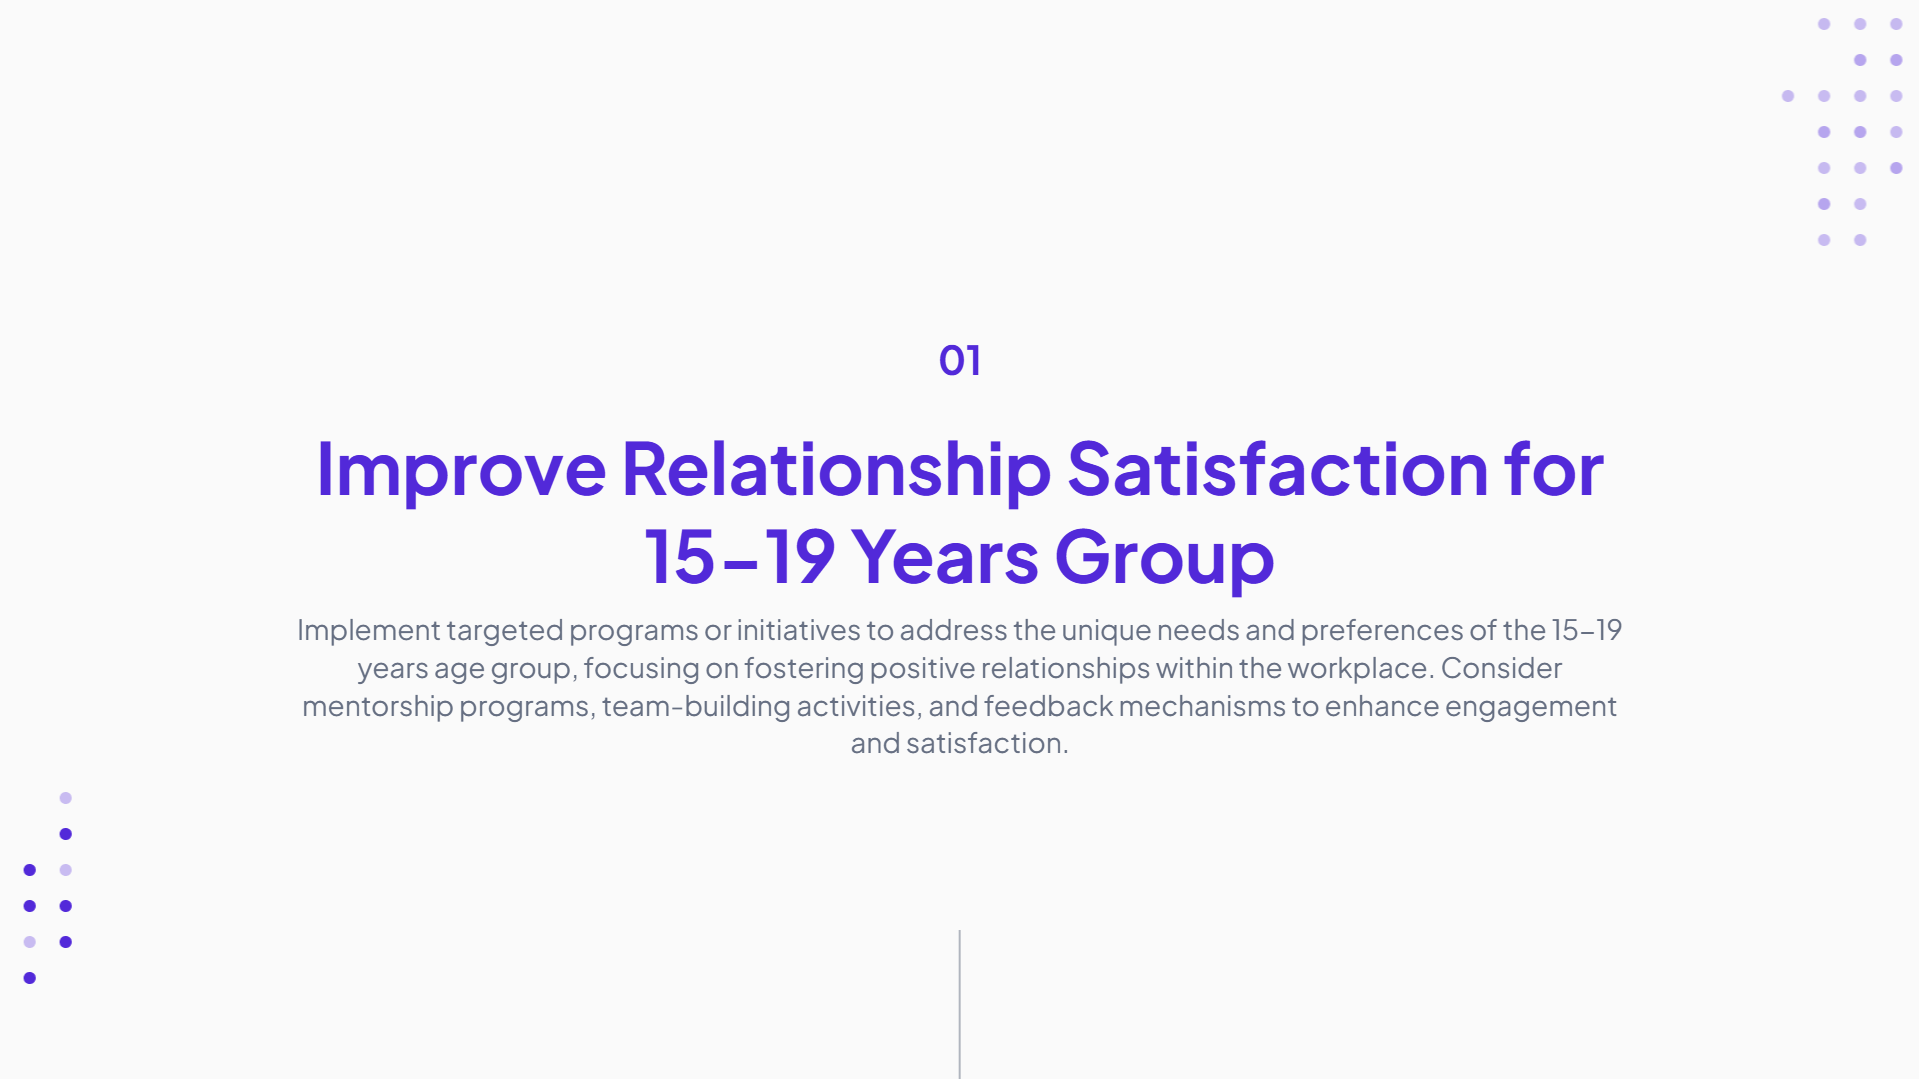 01
Improve Relationship Satisfaction for
15–19 Years Group
Implement targeted programs or initiatives to address the unique needs and preferences of the 15–19
years age group, focusing on fostering positive relationships within the workplace. Consider
mentorship programs, team-building activities, and feedback mechanisms to enhance engagement
and satisfaction.